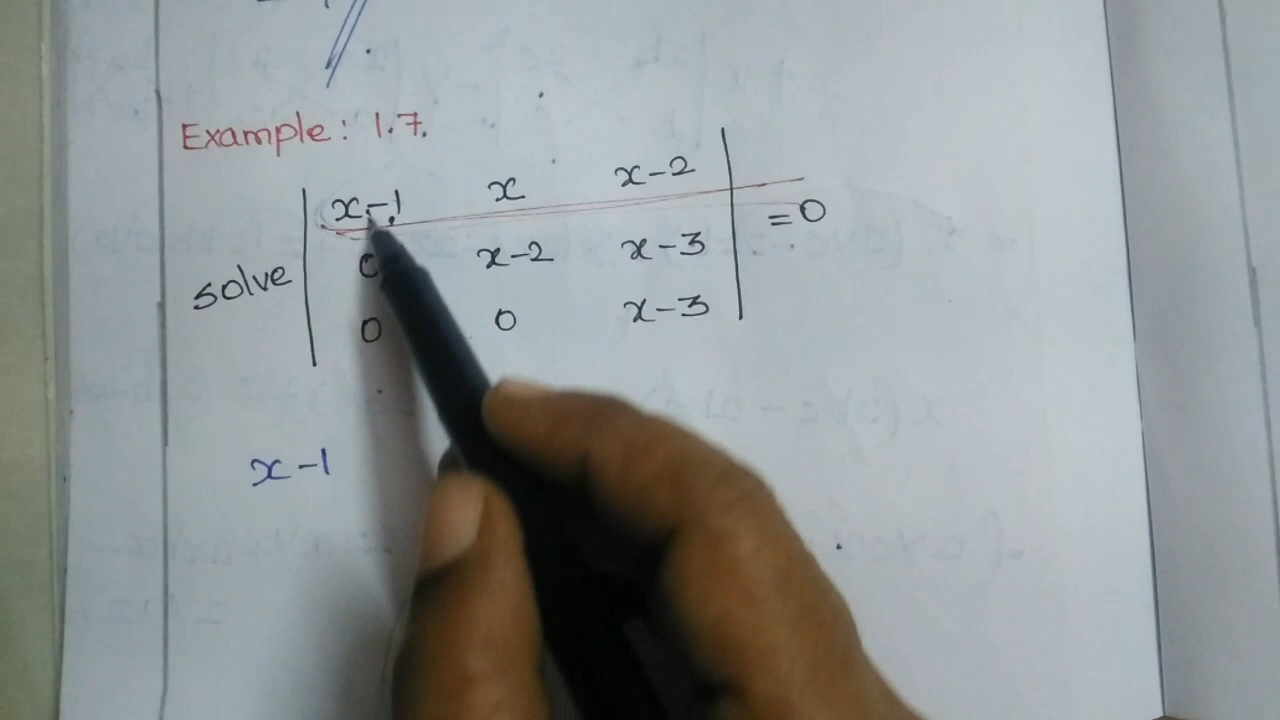 Example: 1.7.
x-1 x x-2
solve = 0
0 x-2 x-3
0 0 x-3
x-1